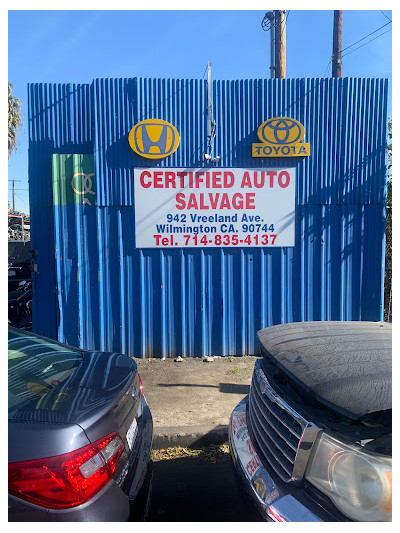 TOYOTA
CERTIFIED AUTO
SALVAGE
942 Vreeland Ave.
Wilmington CA. 90744
Tel. 714-835-4137